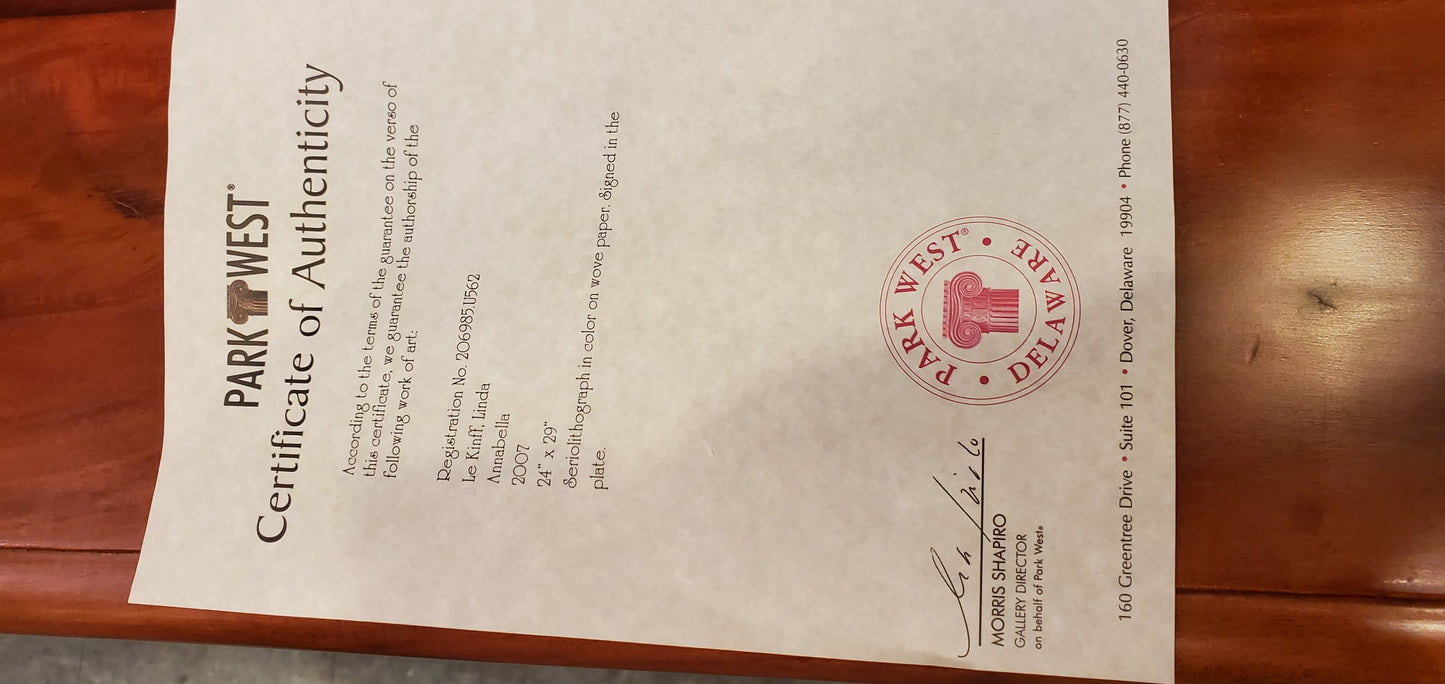 PARK WEST®
Certificate of Authenticity
According to the terms of the guarantee on the verso of
this certificate, we guarantee the authorship of the
following work of art:
Registration No. 206985.U562
Le Kinff, Linda
Annabella
2007
24" x 29"
Seriolithograph in color on wove paper. Signed in the
plate.
PARK WEST® • DELAWARE •
MORRIS SHAPIRO
GALLERY DIRECTOR
on behalf of Park West®
160 Greentree Drive • Suite 101 • Dover, Delaware 19904 • Phone (877) 440-0630